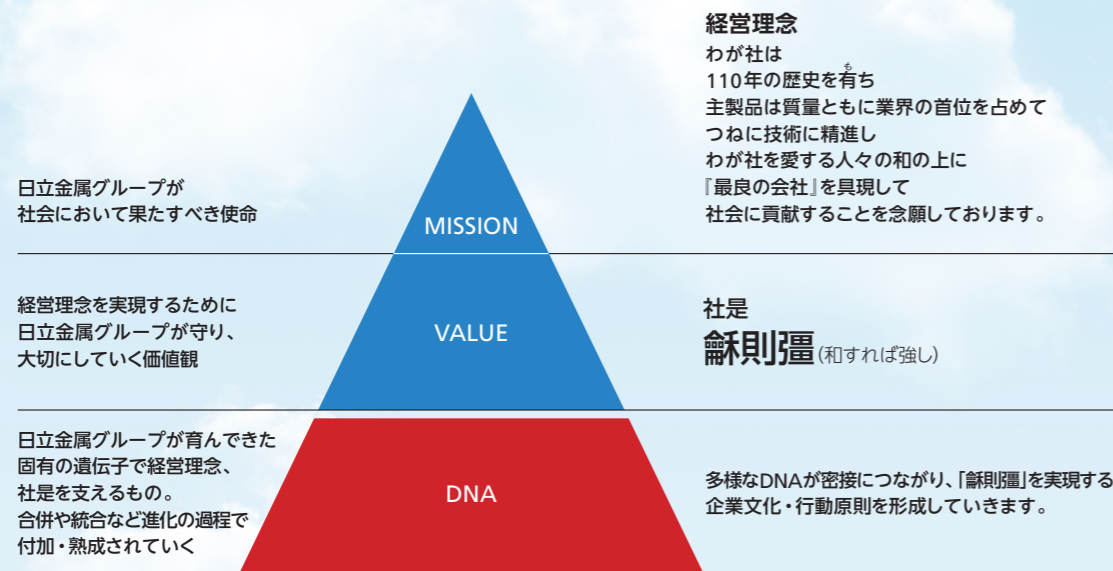 経営理念
わが社は
110年の歴史を有ち
も
主製品は質量ともに業界の首位を占めて
つねに技術に精進し
わが社を愛する人々の和の上に
『最良の会社』を具現して
社会に貢献することを念願しております。
日立金属グループが
社会において果たすべき使命
MISSION
経営理念を実現するために
日立金属グループが守り、
大切にしていく価値観
VALUE
社是
龢則彊(和すれば強し)
日立金属グループが育んできた
固有の遺伝子で経営理念、
社是を支えるもの。
合併や統合など進化の過程で
付加・熟成されていく
DNA
多様なDNAが密接につながり、「龢則彊」を実現する
企業文化・行動原則を形成していきます。